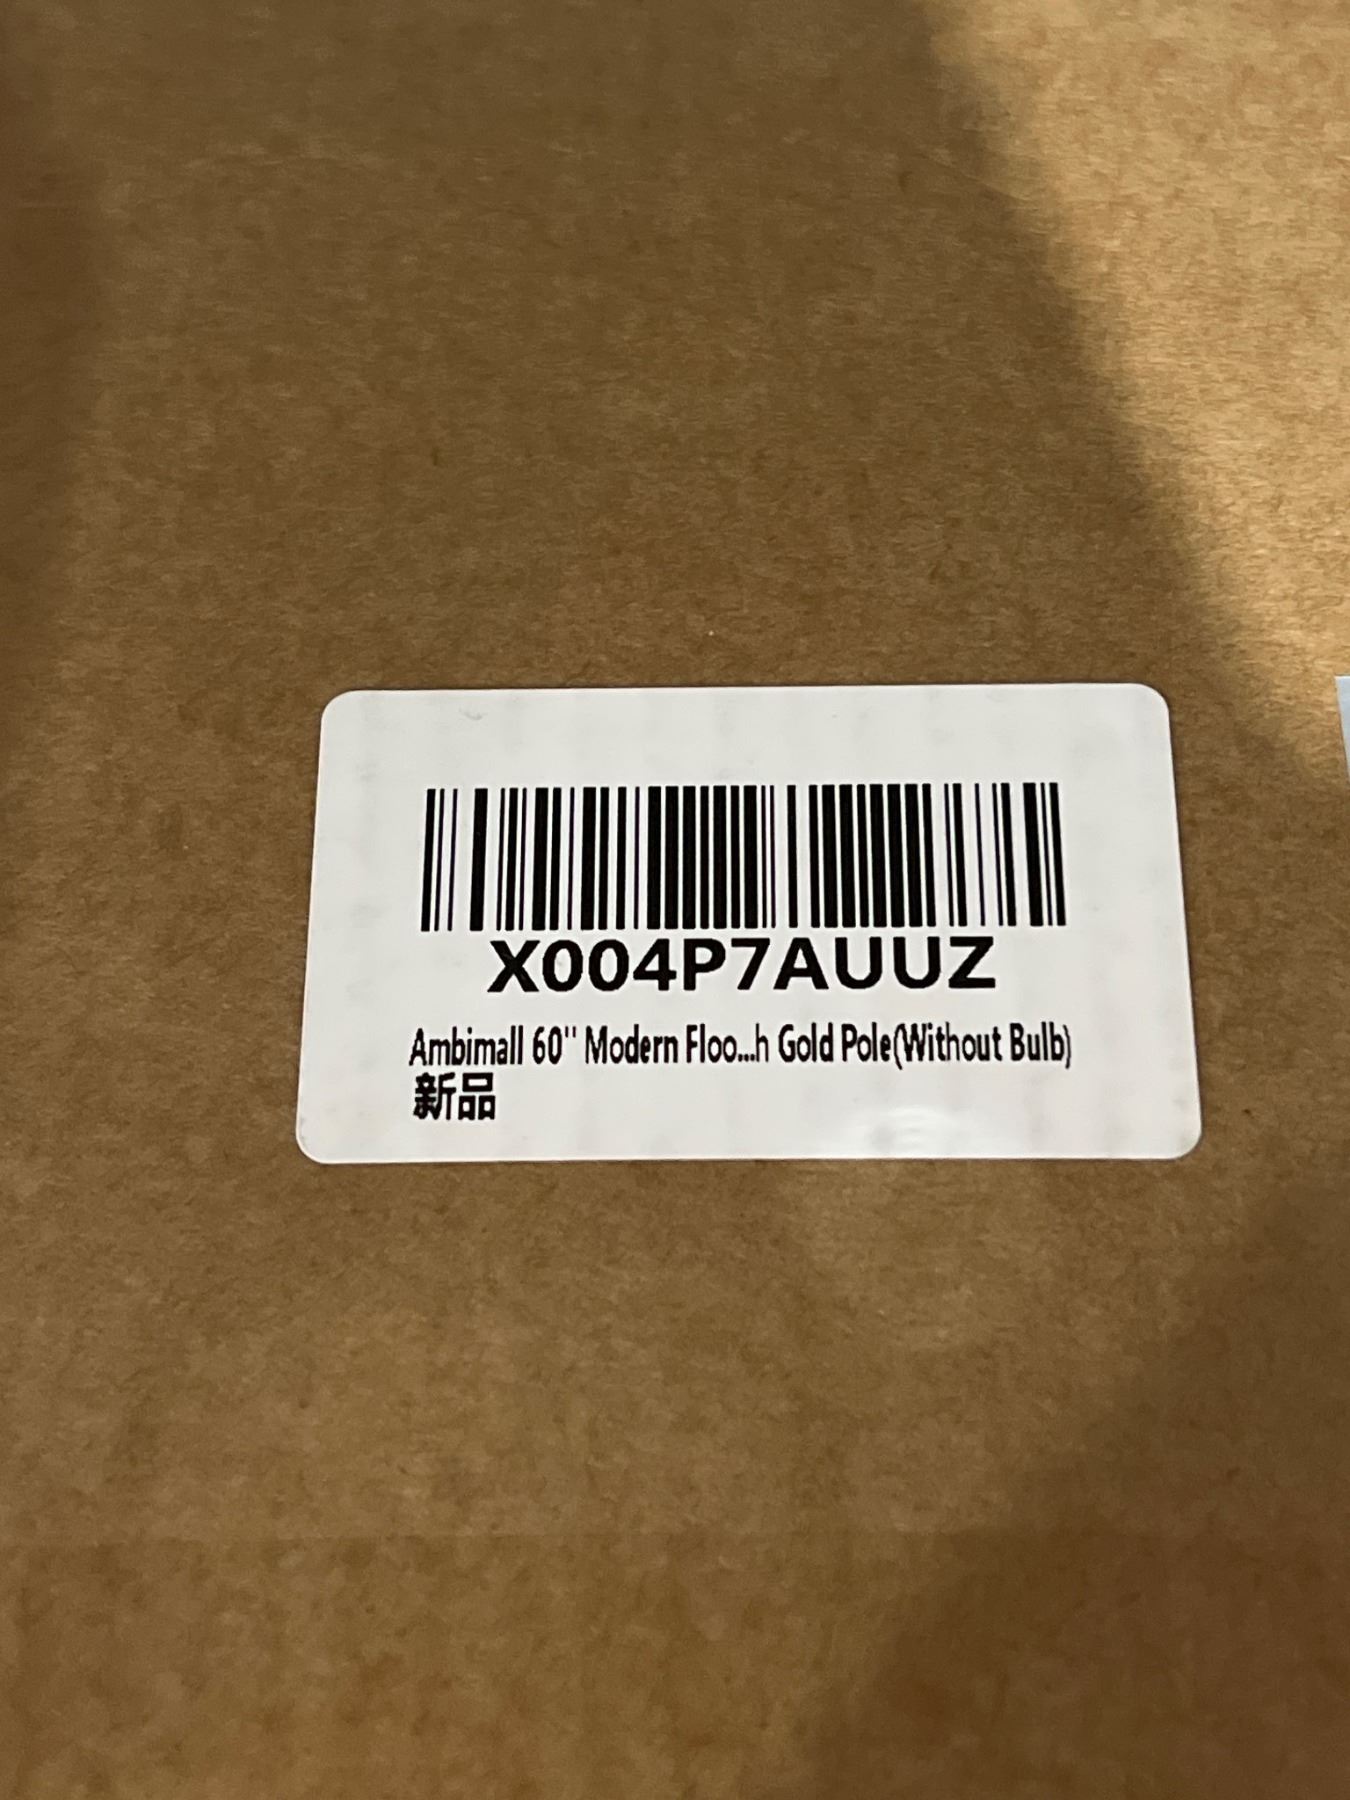 X004P7AUUZ
Ambimall 60'' Modern Floo...h Gold Pole(Without Bulb)
新品